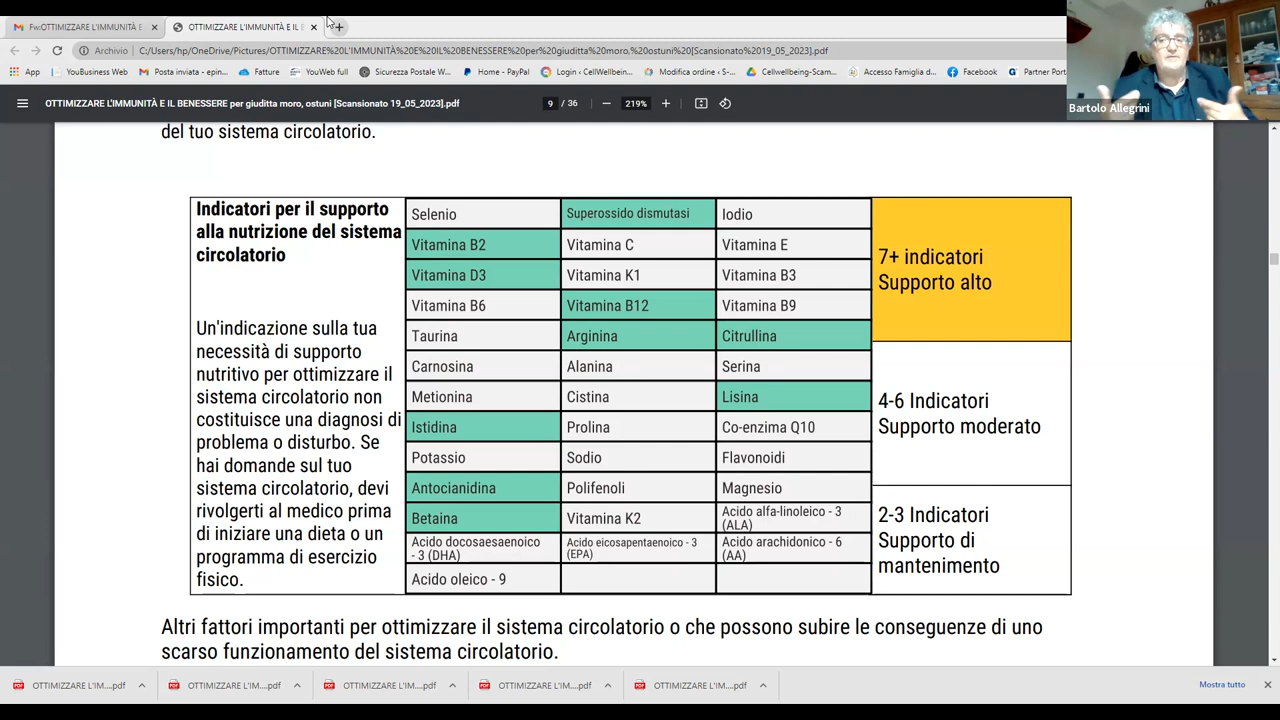 Fw:OTTIMIZZARE L'IMMUNITÀ E
OTTIMIZZARE L'IMMUNITÀ E IL B
Archivio
C:/Users/hp/OneDrive/Pictures/OTTIMIZZARE%20L'IMMUNITÀ%20E%20IL%20BENESSERE%20per%20giuditta%20moro,%20ostuni%20[Scansionato%2019_05_2023].pdf
App
YouBusiness Web
Posta inviata - epin...
Fatture
YouWeb full
Sicurezza Postale W...
Home - PayPal
Login ‹ CellWellbein...
Modifica ordine ‹ S-...
Cellwellbeing-Scam...
Accesso Famiglia d...
Facebook
Partner Port
Bartolo Allegrini
OTTIMIZZARE L'IMMUNITÀ E IL BENESSERE per giuditta moro, ostuni [Scansionato 19_05_2023].pdf
9 / 36
219%
del tuo sistema circolatorio.
Indicatori per il supporto
alla nutrizione del sistema
circolatorio
Un'indicazione sulla tua
necessità di supporto
nutritivo per ottimizzare il
sistema circolatorio non
costituisce una diagnosi di
problema o disturbo. Se
hai domande sul tuo
sistema circolatorio, devi
rivolgerti al medico prima
di iniziare una dieta o un
programma di esercizio
fisico.
Selenio Superossido dismutasi Iodio
Vitamina B2 Vitamina C Vitamina E
Vitamina D3 Vitamina K1 Vitamina B3
Vitamina B6 Vitamina B12 Vitamina B9
Taurina Arginina Citrullina
Carnosina Alanina Serina
Metionina Cistina Lisina
Istidina Prolina Co-enzima Q10
Potassio Sodio Flavonoidi
Antocianidina Polifenoli Magnesio
Betaina Vitamina K2 Acido alfa-linoleico - 3
(ALA)
Acido docosaesaenoico
- 3 (DHA)
Acido eicosapentaenoico - 3
(EPA)
Acido arachidonico - 6
(AA)
Acido oleico - 9
7+ indicatori
Supporto alto
4-6 Indicatori
Supporto moderato
2-3 Indicatori
Supporto di
mantenimento
Altri fattori importanti per ottimizzare il sistema circolatorio o che possono subire le conseguenze di uno
scarso funzionamento del sistema circolatorio.
OTTIMIZZARE L'IM....pdf
OTTIMIZZARE L'IM....pdf
OTTIMIZZARE L'IM....pdf
OTTIMIZZARE L'IM....pdf
OTTIMIZZARE L'IM....pdf
Mostra tutto